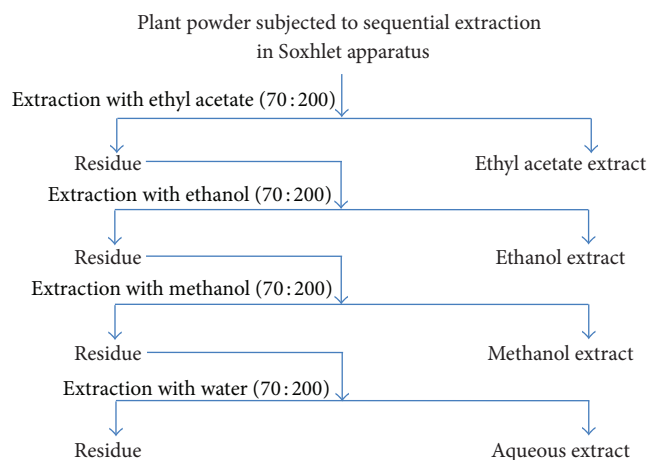 Plant powder subjected to sequential extraction
in Soxhlet apparatus
Extraction with ethyl acetate (70:200)
Residue
Ethyl acetate extract
Extraction with ethanol (70:200)
Residue
Ethanol extract
Extraction with methanol (70:200)
Residue
Methanol extract
Extraction with water (70:200)
Residue
Aqueous extract